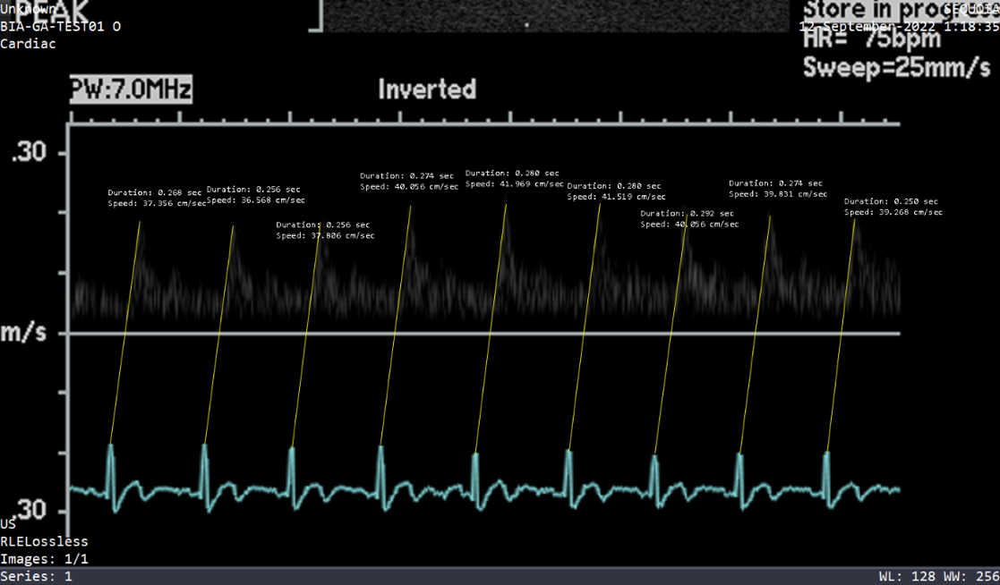 Unknown
PEAK
BIA-GA-TEST01 O
Cardiac
SEQUOIA
Store in progress
12-September-2022 1:18:35
HR= 75bpm
Sweep=25mm/s
PW:7.0MHz
Inverted
.30
Duration: 0.268 sec
Speed: 37.356 cm/sec
Duration: 0.256 sec
Speed: 36.568 cm/sec
Duration: 0.256 sec
Speed: 37.806 cm/sec
Duration: 0.274 sec
Speed: 40.056 cm/sec
Duration: 0.280 sec
Speed: 41.969 cm/sec
Duration: 0.280 sec
Speed: 41.519 cm/sec
Duration: 0.292 sec
Speed: 40.056 cm/sec
Duration: 0.274 sec
Speed: 39.831 cm/sec
Duration: 0.250 sec
Speed: 39.268 cm/sec
m/s
.30
US
RLELossless
Images: 1/1
Series: 1
WL: 128 WW: 256